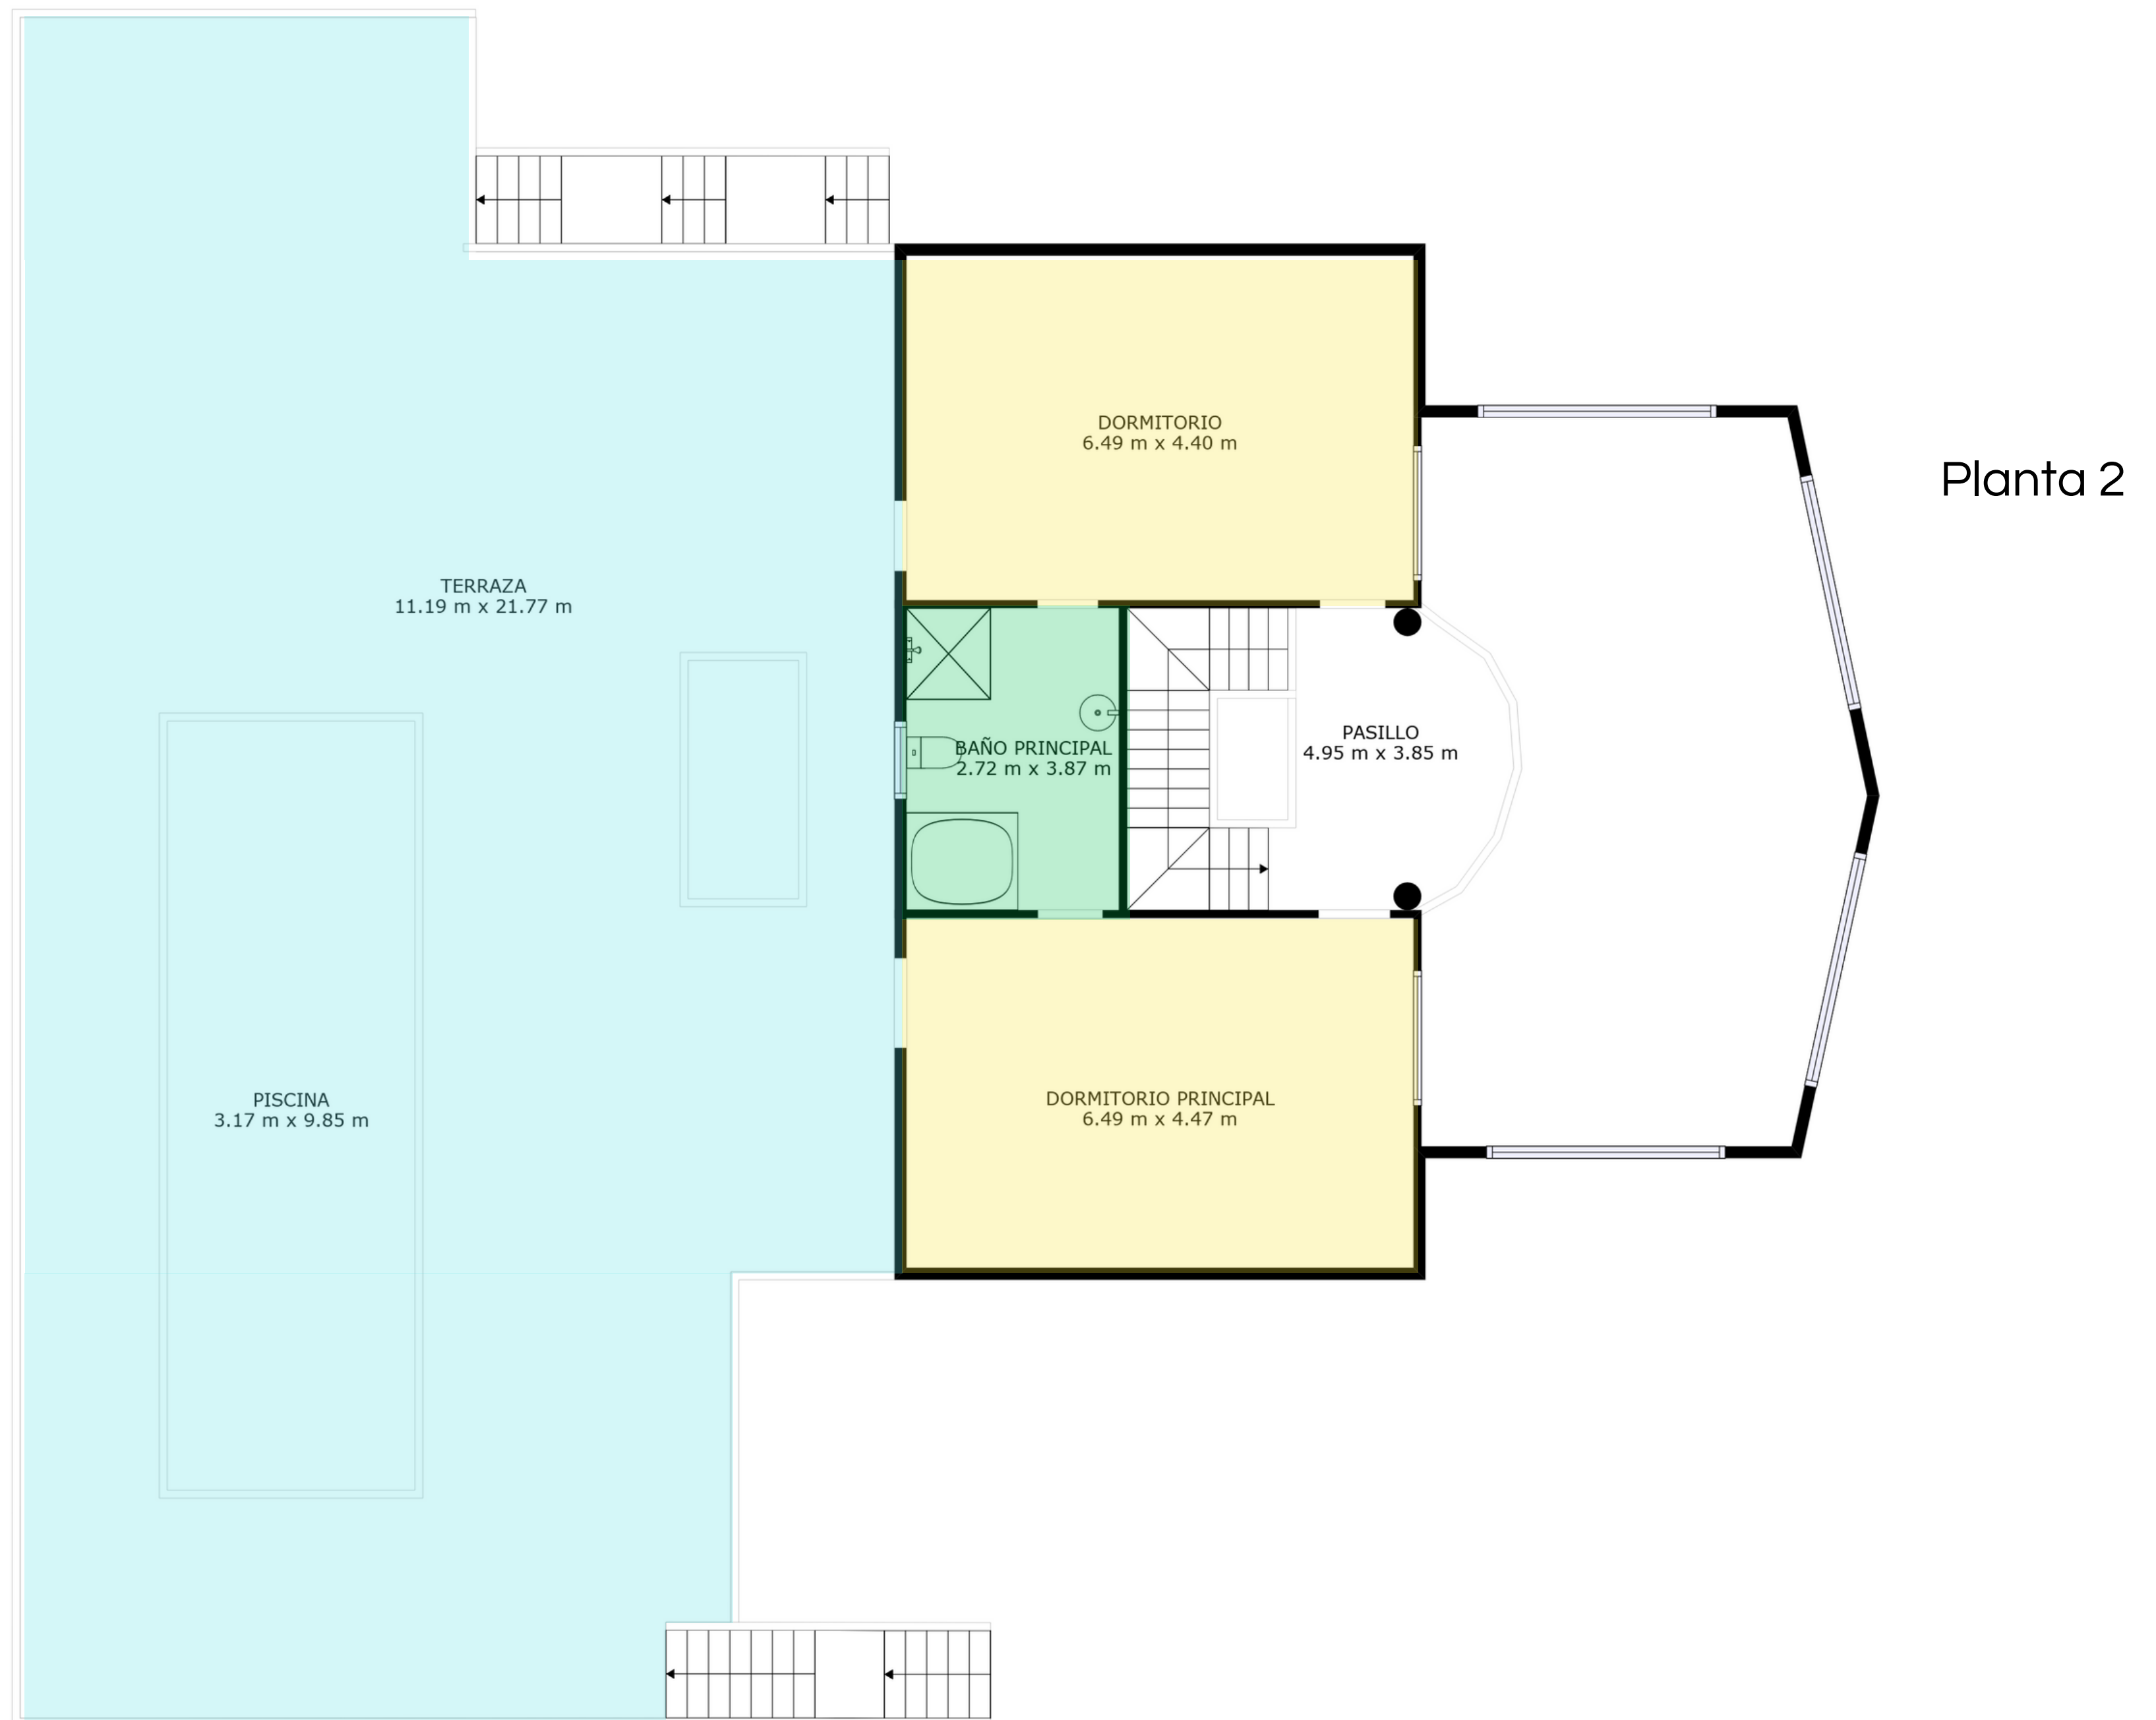 DORMITORIO
6.49 m x 4.40 m
Planta 2
TERRAZA
11.19 m x 21.77 m
BAÑO PRINCIPAL
2.72 m x 3.87 m
PASILLO
4.95 m x 3.85 m
PISCINA
3.17 m x 9.85 m
DORMITORIO PRINCIPAL
6.49 m x 4.47 m